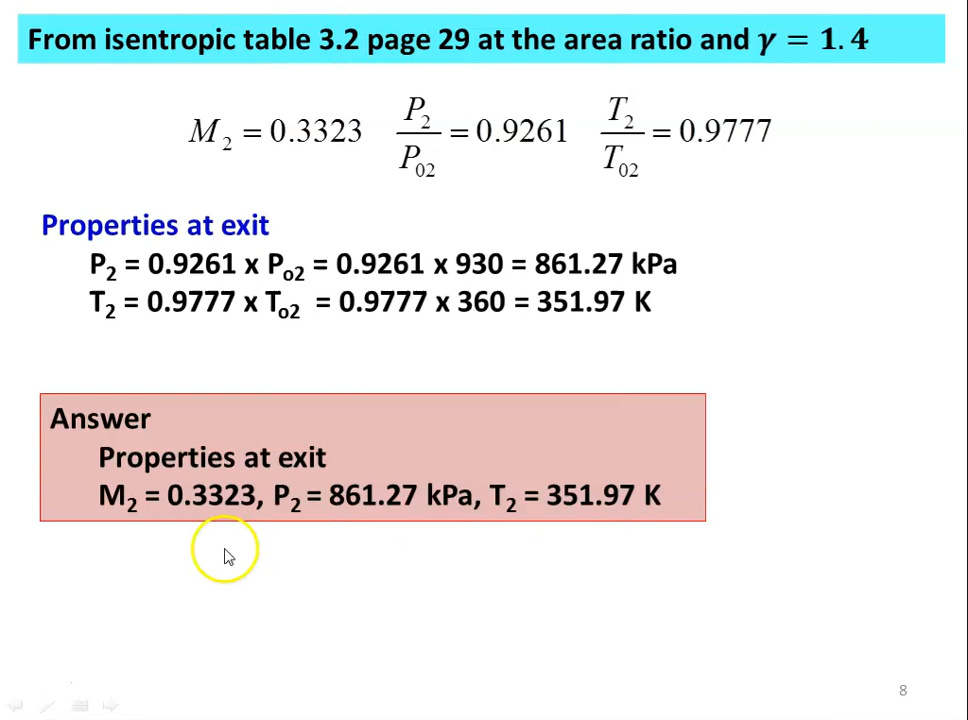 From isentropic table 3.2 page 29 at the area ratio and γ = 1.4
M₂ = 0.3323 P₂/P₀₂ = 0.9261 T₂/T₀₂ = 0.9777
Properties at exit
P₂ = 0.9261 x Pₒ₂ = 0.9261 x 930 = 861.27 kPa
T₂ = 0.9777 x Tₒ₂ = 0.9777 x 360 = 351.97 K
Answer
Properties at exit
M₂ = 0.3323, P₂ = 861.27 kPa, T₂ = 351.97 K
8